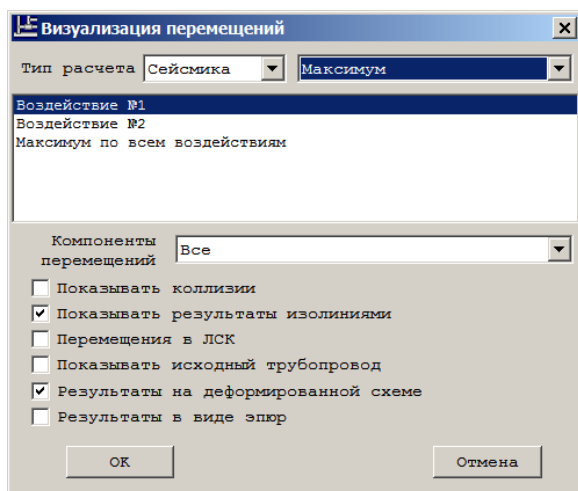 Визуализация перемещений
Тип расчета Сейсмика Максимум
Воздействие №1
Воздействие №2
Максимум по всем воздействиям
Компоненты
перемещений
Все
Показывать коллизии
Показывать результаты изолиниями
Перемещения в ЛСК
Показывать исходный трубопровод
Результаты на деформированной схеме
Результаты в виде эпюр
OK Отмена